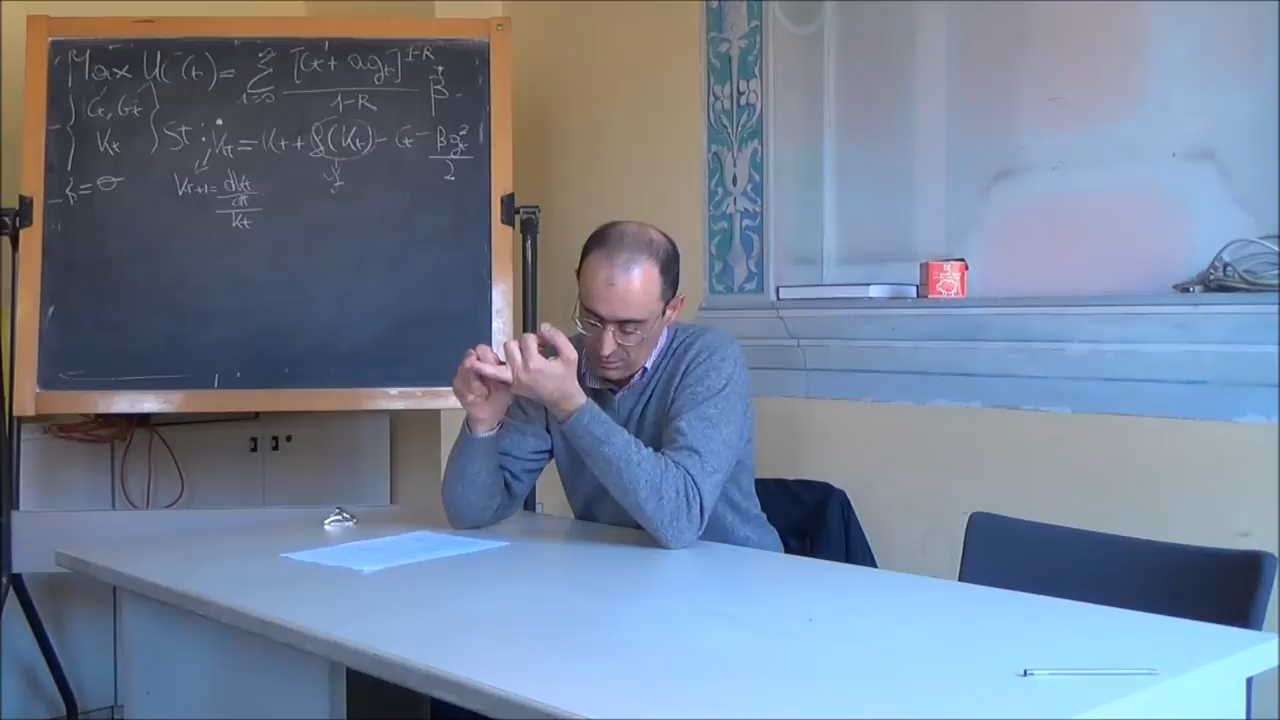 Max U(Ct) = ∑ t=0 ∞ [Ct + agt]^1-R / 1-R β^t
{Ct, Gt
Kt} St: Kt = Kt + f(Kt) - Ct - βgt² / 2
y
Kt+1 = dKt/dt / Kt